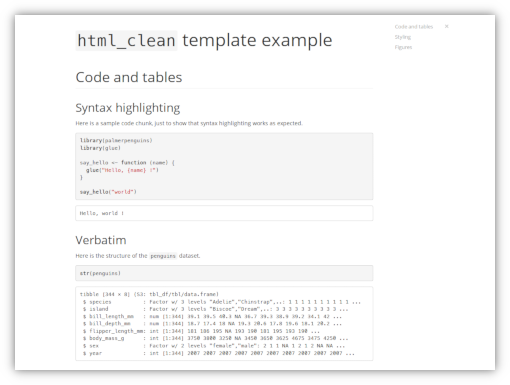 html_clean template example
Code and tables ×
Styling
Figures
Code and tables
Syntax highlighting
Here is a sample code chunk, just to show that syntax highlighting works as expected.
library(palmerpenguins)
library(glue)
say_hello <- function (name) {
glue("Hello, {name} !")
}
say_hello("world")
Hello, world !
Verbatim
Here is the structure of the penguins dataset.
str(penguins)
tibble [344 × 8] (S3: tbl_df/tbl/data.frame)
$ species : Factor w/ 3 levels "Adelie","Chinstrap",..: 1 1 1 1 1 1 1 1 1 1 ...
$ island : Factor w/ 3 levels "Biscoe","Dream",..: 3 3 3 3 3 3 3 3 3 3 ...
$ bill_length_mm : num [1:344] 39.1 39.5 40.3 NA 36.7 39.3 38.9 39.2 34.1 42 ...
$ bill_depth_mm : num [1:344] 18.7 17.4 18 NA 19.3 20.6 17.8 19.6 18.1 20.2 ...
$ flipper_length_mm: int [1:344] 181 186 195 NA 193 190 181 195 193 190 ...
$ body_mass_g : int [1:344] 3750 3800 3250 NA 3450 3650 3625 4675 3475 4250 ...
$ sex : Factor w/ 2 levels "female","male": 2 1 1 NA 1 2 1 2 NA NA ...
$ year : int [1:344] 2007 2007 2007 2007 2007 2007 2007 2007 2007 2007 ...